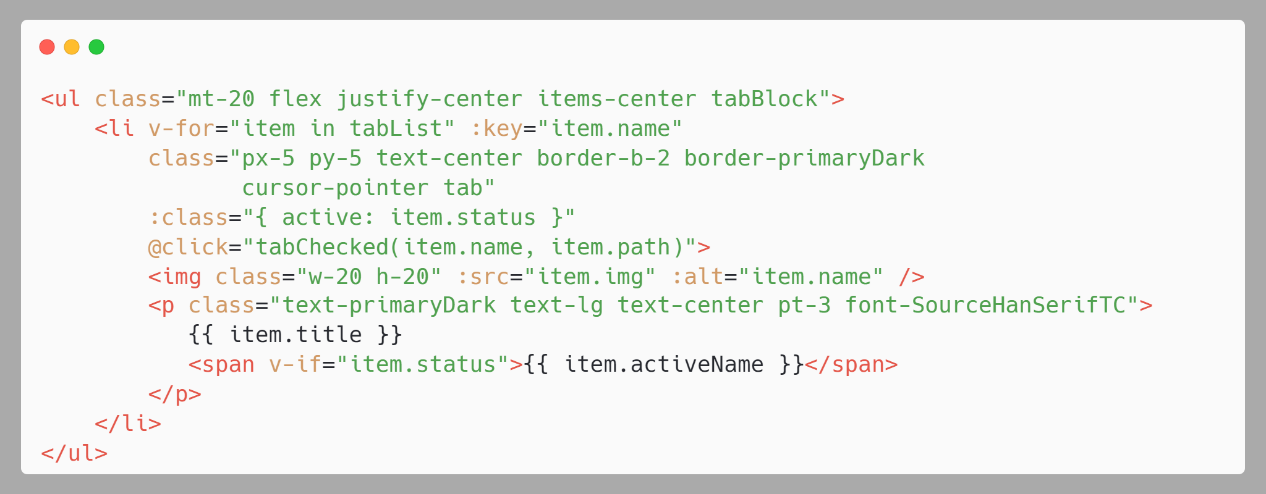 <ul class="mt-20 flex justify-center items-center tabBlock">
    <li v-for="item in tabList" :key="item.name"
        class="px-5 py-5 text-center border-b-2 border-primaryDark
               cursor-pointer tab"
        :class="{ active: item.status }"
        @click="tabChecked(item.name, item.path)">
        <img class="w-20 h-20" :src="item.img" :alt="item.name" />
        <p class="text-primaryDark text-lg text-center pt-3 font-SourceHanSerifTC">
           {{ item.title }}
           <span v-if="item.status">{{ item.activeName }}</span>
        </p>
    </li>
</ul>